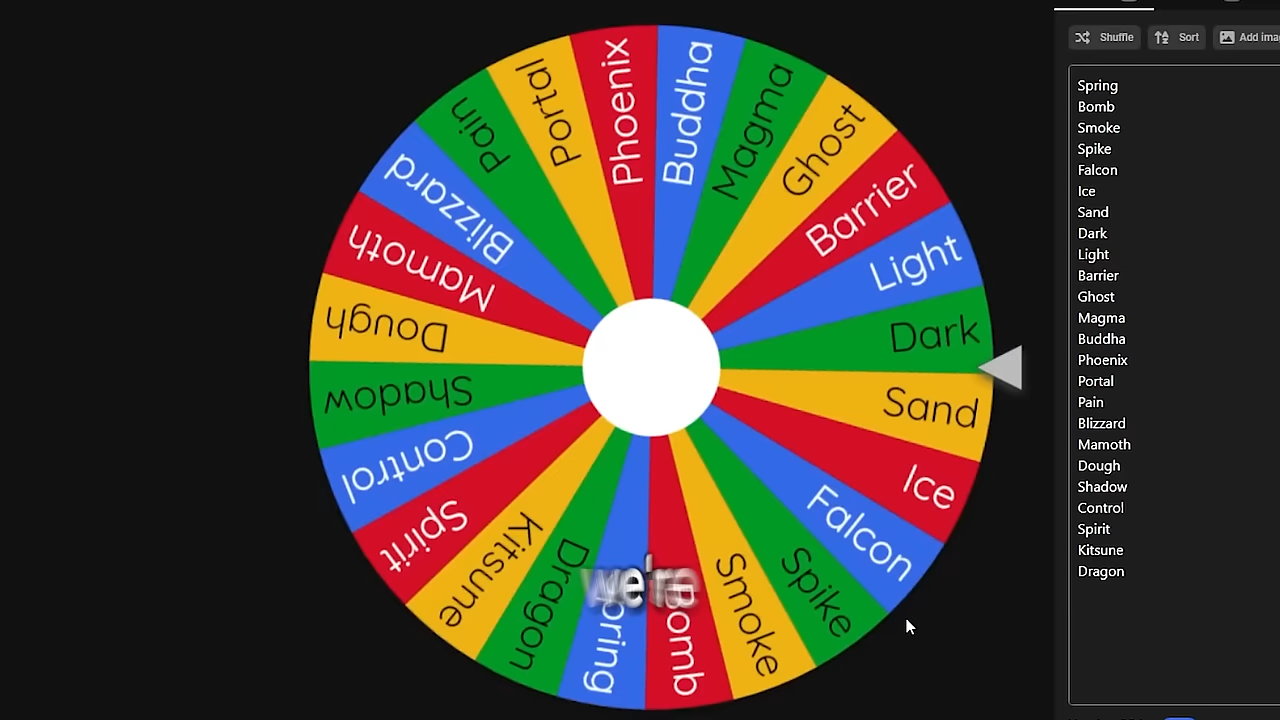 Shuffle
Sort
Add ima
Spring
Bomb
Smoke
Spike
Falcon
Ice
Sand
Dark
Light
Barrier
Ghost
Magma
Buddha
Phoenix
Portal
Pain
Blizzard
Mamoth
Dough
Shadow
Control
Spirit
Kitsune
Dragon
Phoenix
Buddha
Magma
Ghost
Barrier
Light
Dark
Sand
Ice
Falcon
Spike
Smoke
Bomb
pring
Dragon
Kitsune
Spirit
Control
Shadow
Dough
Mamoth
Blizzard
Pain
Portal
we're